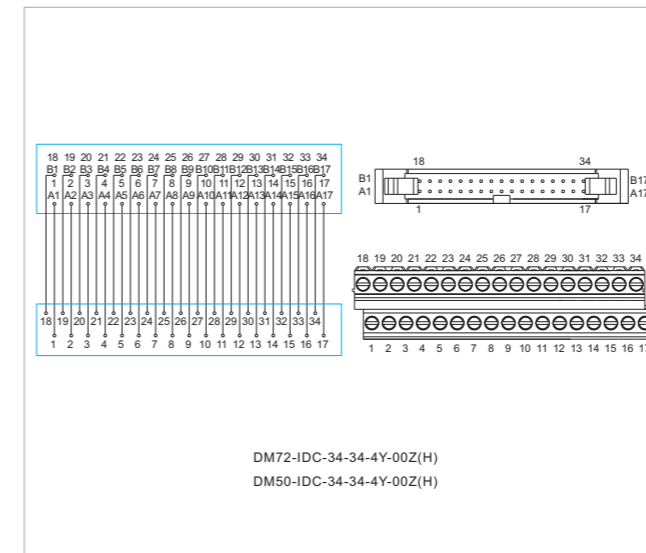 18 19 20 21 22 23 24 25 26 27 28 29 30 31 32 33 34
B1 B2 B3 B4 B5 B6 B7 B8 B9 B10 B11 B12 B13 B14 B15 B16 B17
1 2 3 4 5 6 7 8 9 10 11 12 13 14 15 16 17
A1 A2 A3 A4 A5 A6 A7 A8 A9 A10 A11 A12 A13 A14 A15 A16 A17
18 19 20 21 22 23 24 25 26 27 28 29 30 31 32 33 34
1 2 3 4 5 6 7 8 9 10 11 12 13 14 15 16 17
18 34
B1 B17
A1 A17
1 17
18 19 20 21 22 23 24 25 26 27 28 29 30 31 32 33 34
1 2 3 4 5 6 7 8 9 10 11 12 13 14 15 16 17
DM72-IDC-34-34-4Y-00Z(H)
DM50-IDC-34-34-4Y-00Z(H)